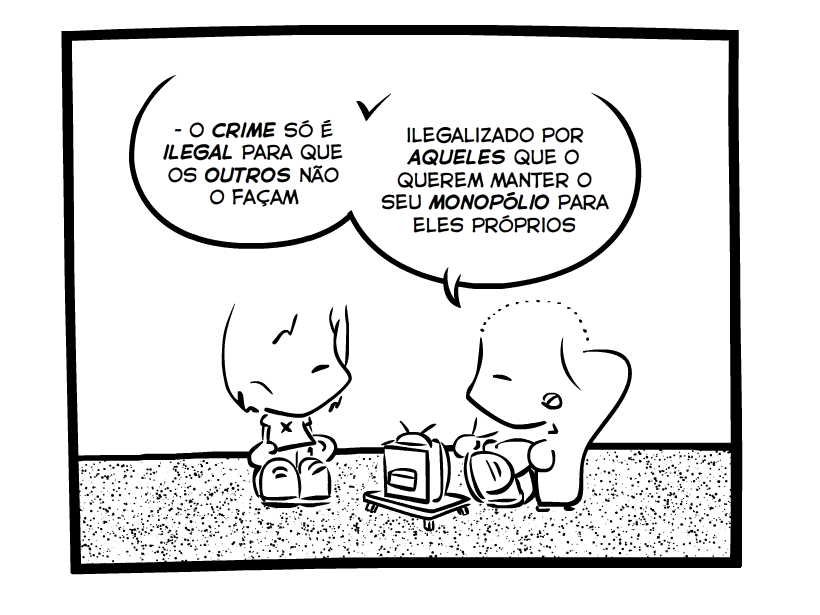 - O CRIME SÓ É
ILEGAL PARA QUE
OS OUTROS NÃO
O FAÇAM
ILEGALIZADO POR
AQUELES QUE O
QUEREM MANTER O
SEU MONOPÓLIO PARA
ELES PRÓPRIOS